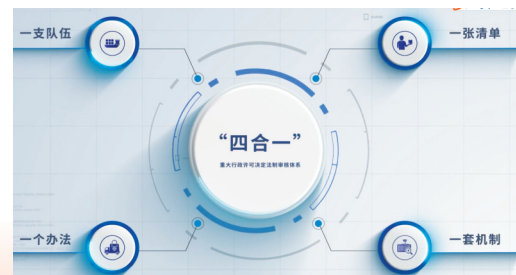 一支队伍
一张清单
“四合一”
重大行政许可决定法制审核体系
一个办法
一套机制